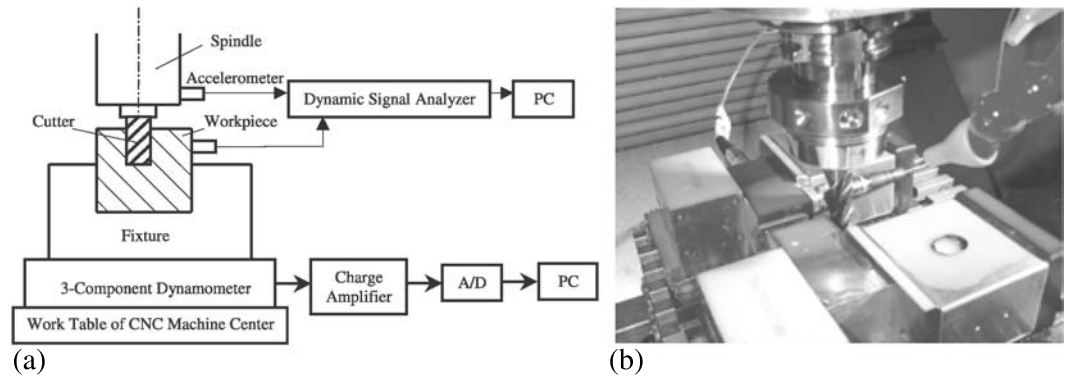 Spindle
Accelerometer
Dynamic Signal Analyzer
PC
Cutter
Workpiece
Fixture
3-Component Dynamometer
Charge
Amplifier
A/D
PC
Work Table of CNC Machine Center
(a)
(b)